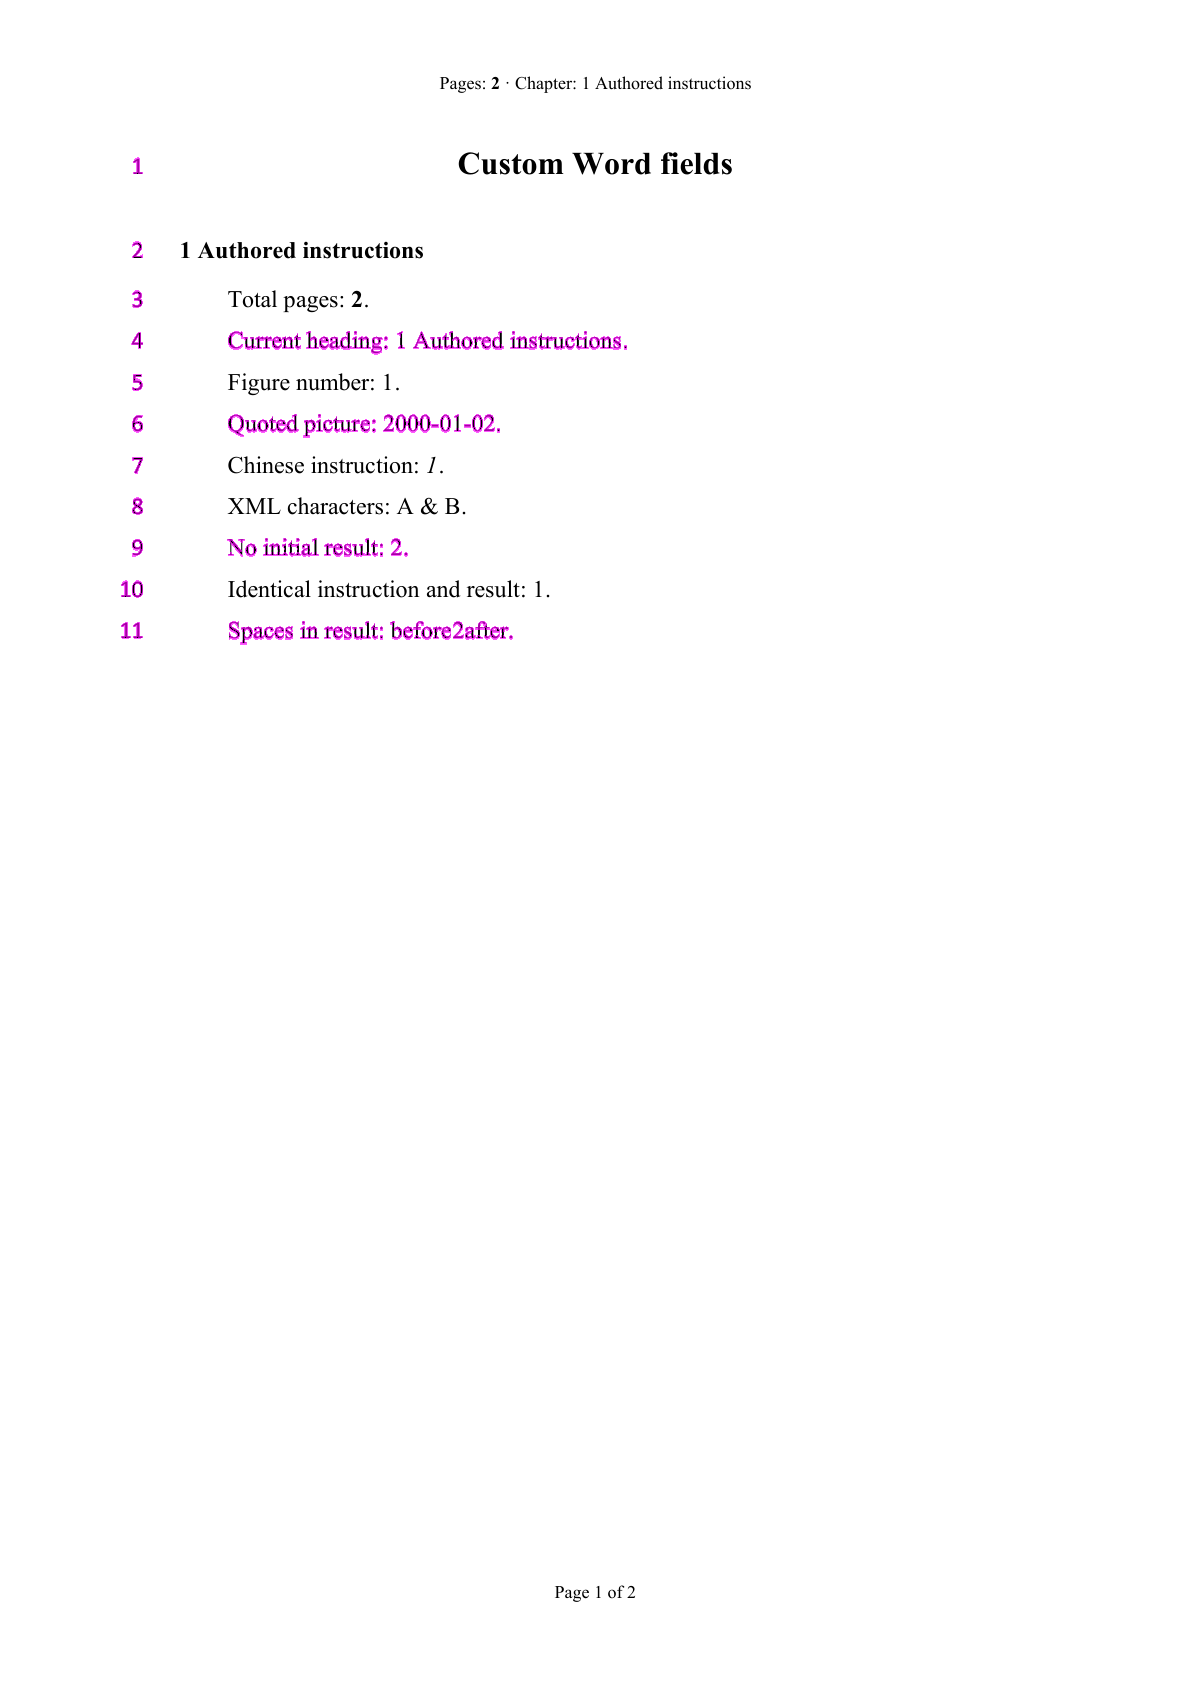 Pages: 2 · Chapter: 1 Authored instructions
1 Custom Word fields
2 1 Authored instructions
3 Total pages: 2.
4 Current heading: 1 Authored instructions.
5 Figure number: 1.
6 Quoted picture: 2000-01-02.
7 Chinese instruction: 1.
8 XML characters: A & B.
9 No initial result: 2.
10 Identical instruction and result: 1.
11 Spaces in result: before2after.
Page 1 of 2